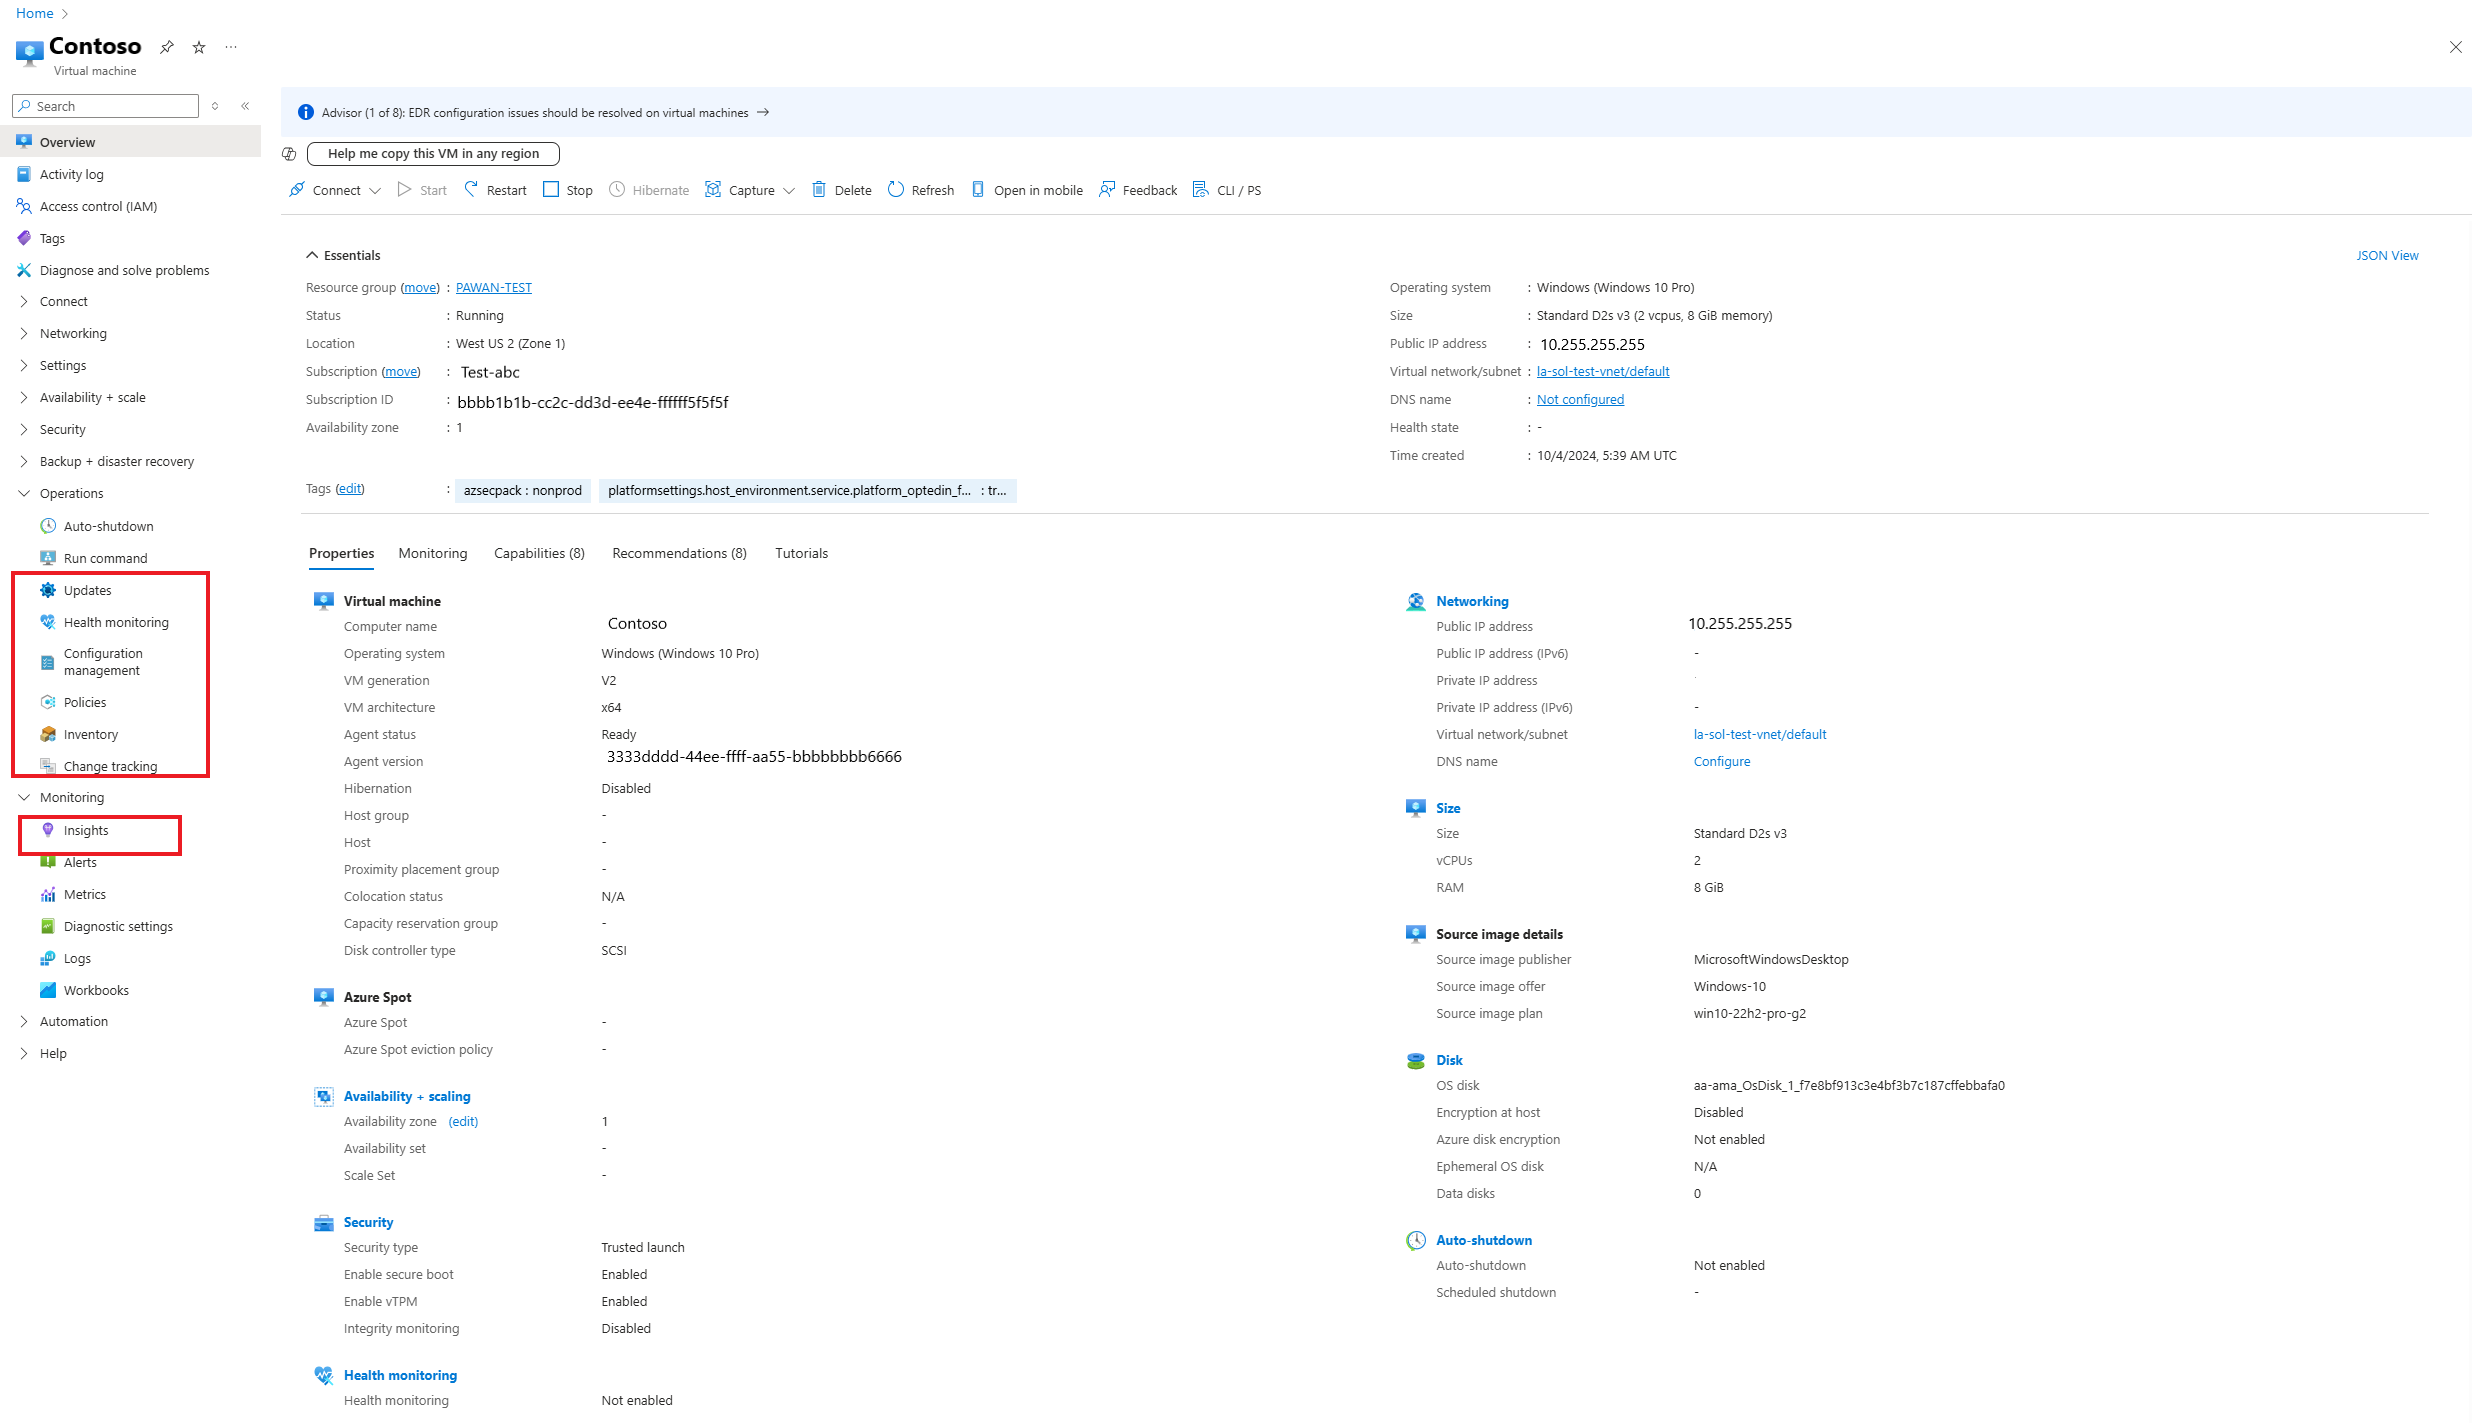 Home
Contoso
Virtual machine
Search
Overview
Activity log
Access control (IAM)
Tags
Diagnose and solve problems
Connect
Networking
Settings
Availability + scale
Security
Backup + disaster recovery
Operations
Auto-shutdown
Run command
Updates
Health monitoring
Configuration
management
Policies
Inventory
Change tracking
Monitoring
Insights
Alerts
Metrics
Diagnostic settings
Logs
Workbooks
Automation
Help
Advisor (1 of 8): EDR configuration issues should be resolved on virtual machines →
Help me copy this VM in any region
Connect Start Restart Stop Hibernate Capture Delete Refresh Open in mobile Feedback CLI / PS
Essentials
JSON View
Resource group (move) : PAWAN-TEST
Status : Running
Location : West US 2 (Zone 1)
Subscription (move) : Test-abc
Subscription ID : bbbb1b1b-cc2c-dd3d-ee4e-ffffff5f5f5f
Availability zone : 1
Operating system : Windows (Windows 10 Pro)
Size : Standard D2s v3 (2 vcpus, 8 GiB memory)
Public IP address : 10.255.255.255
Virtual network/subnet : la-sol-test-vnet/default
DNS name : Not configured
Health state : -
Time created : 10/4/2024, 5:39 AM UTC
Tags (edit) : azsecpack : nonprod platformsettings.host_environment.service.platform_optedin_f... : tr...
Properties Monitoring Capabilities (8) Recommendations (8) Tutorials
Virtual machine
Computer name Contoso
Operating system Windows (Windows 10 Pro)
VM generation V2
VM architecture x64
Agent status Ready
Agent version 3333dddd-44ee-ffff-aa55-bbbbbbbb6666
Hibernation Disabled
Host group -
Host -
Proximity placement group -
Colocation status N/A
Capacity reservation group -
Disk controller type SCSI
Azure Spot
Azure Spot -
Azure Spot eviction policy -
Availability + scaling
Availability zone (edit) 1
Availability set -
Scale Set -
Security
Security type Trusted launch
Enable secure boot Enabled
Enable vTPM Enabled
Integrity monitoring Disabled
Health monitoring
Health monitoring Not enabled
Networking
Public IP address 10.255.255.255
Public IP address (IPv6) -
Private IP address
Private IP address (IPv6) -
Virtual network/subnet la-sol-test-vnet/default
DNS name Configure
Size
Size Standard D2s v3
vCPUs 2
RAM 8 GiB
Source image details
Source image publisher MicrosoftWindowsDesktop
Source image offer Windows-10
Source image plan win10-22h2-pro-g2
Disk
OS disk aa-ama_OsDisk_1_f7e8bf913c3e4bf3b7c187cffebbafa0
Encryption at host Disabled
Azure disk encryption Not enabled
Ephemeral OS disk N/A
Data disks 0
Auto-shutdown
Auto-shutdown Not enabled
Scheduled shutdown -